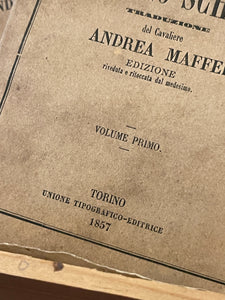 TRADUZIONE
del Cavaliere
ANDREA MAFFE
EDIZIONE
riveduta e ritoccata dal medesimo.
VOLUME PRIMO.
TORINO
UNIONE TIPOGRAFICO-EDITRICE
1857